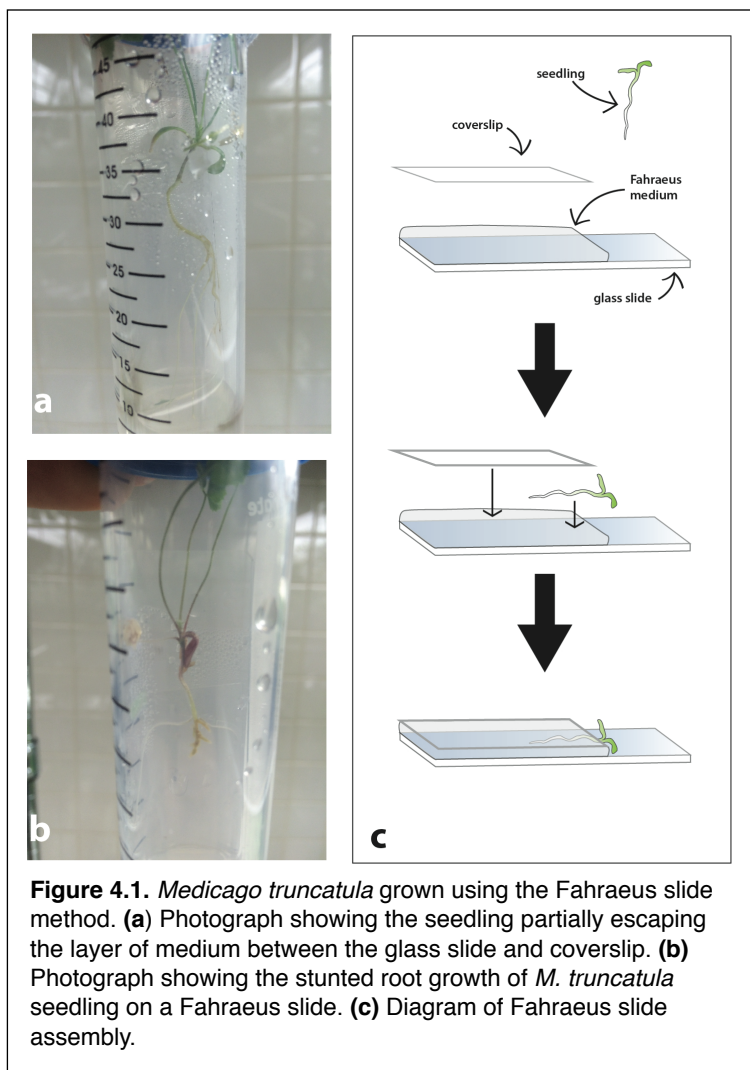 45
40
35
30
25
20
15
10
a
b
seedling
coverslip
Fahraeus
medium
glass slide
c
Figure 4.1. Medicago truncatula grown using the Fahraeus slide
method. (a) Photograph showing the seedling partially escaping
the layer of medium between the glass slide and coverslip. (b)
Photograph showing the stunted root growth of M. truncatula
seedling on a Fahraeus slide. (c) Diagram of Fahraeus slide
assembly.